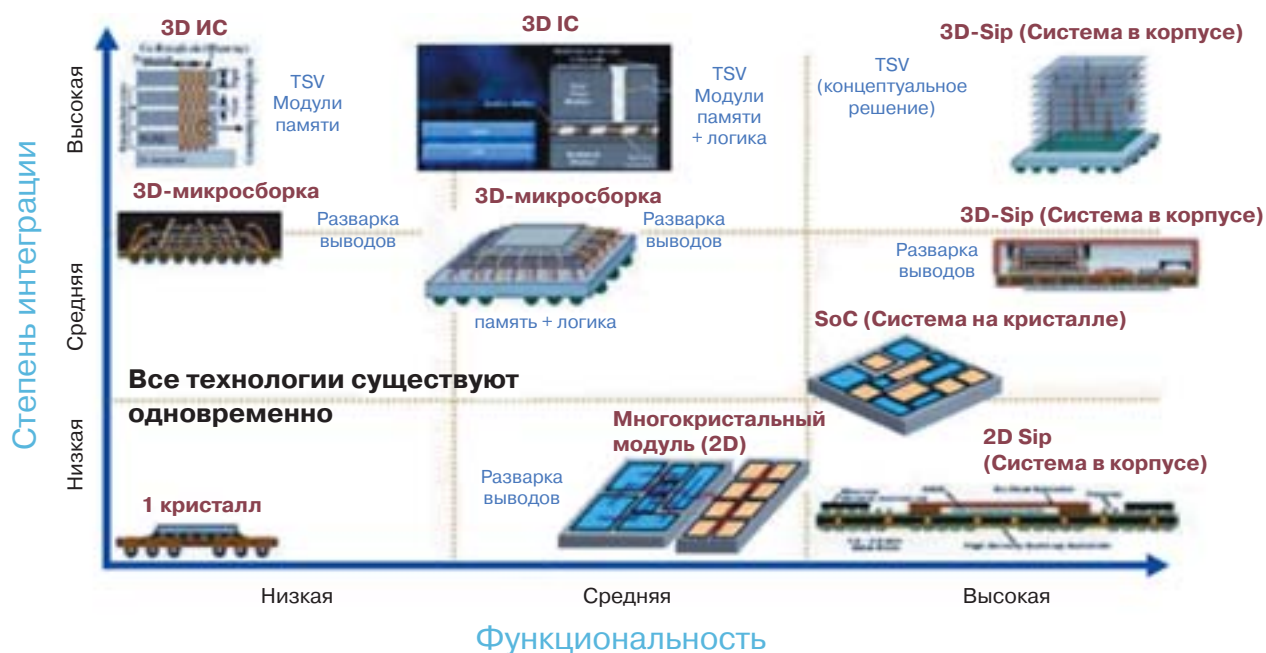 3D ИС
3D IC
3D-Sip (Система в корпусе)
TSV
Модули
памяти
TSV
Модули
памяти
+ логика
TSV
(концептуальное
решение)
Высокая
3D-микросборка
Разварка
выводов
3D-микросборка
Разварка
выводов
память + логика
3D-Sip (Система в корпусе)
Разварка
выводов
Степень интеграции
Средняя
SoC (Система на кристалле)
Все технологии существуют
одновременно
Низкая
1 кристалл
Разварка
выводов
Многокристальный
модуль (2D)
2D Sip
(Система в корпусе)
Низкая
Средняя
Высокая
Функциональность